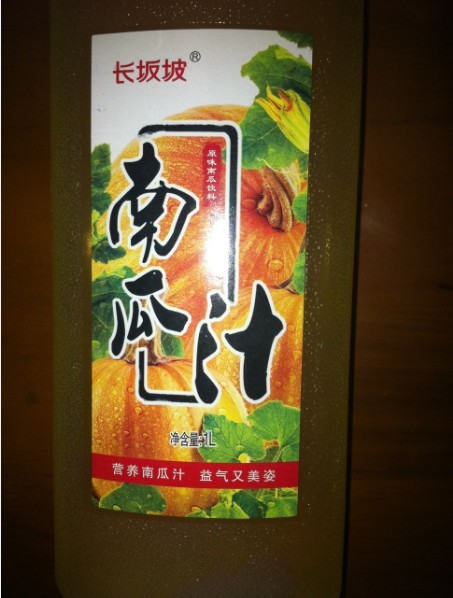 长坂坡®
原味南瓜饮料
南瓜汁
净含量:1L
营养南瓜汁 益气又美姿